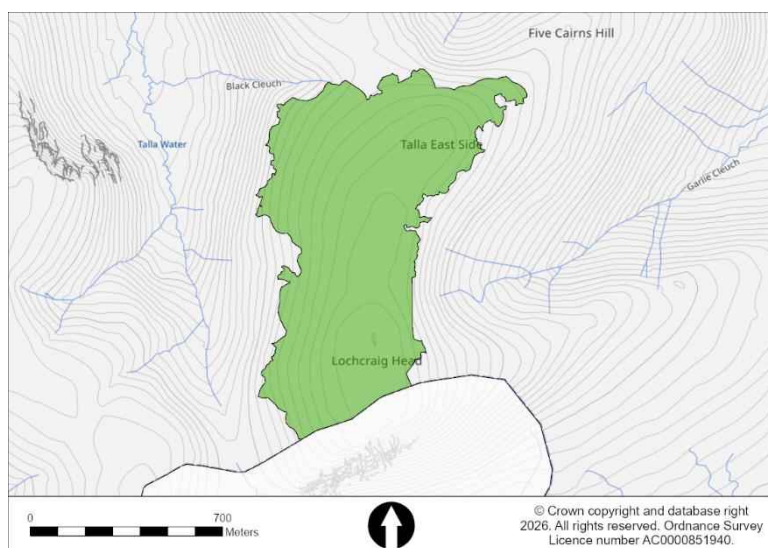 Five Cairns Hill
Black Cleuch
Talla Water
Talla East Side
Garlie Cleuch
Lochcraig Head
0 700
Meters
© Crown copyright and database right
2026. All rights reserved. Ordnance Survey
Licence number AC0000851940.